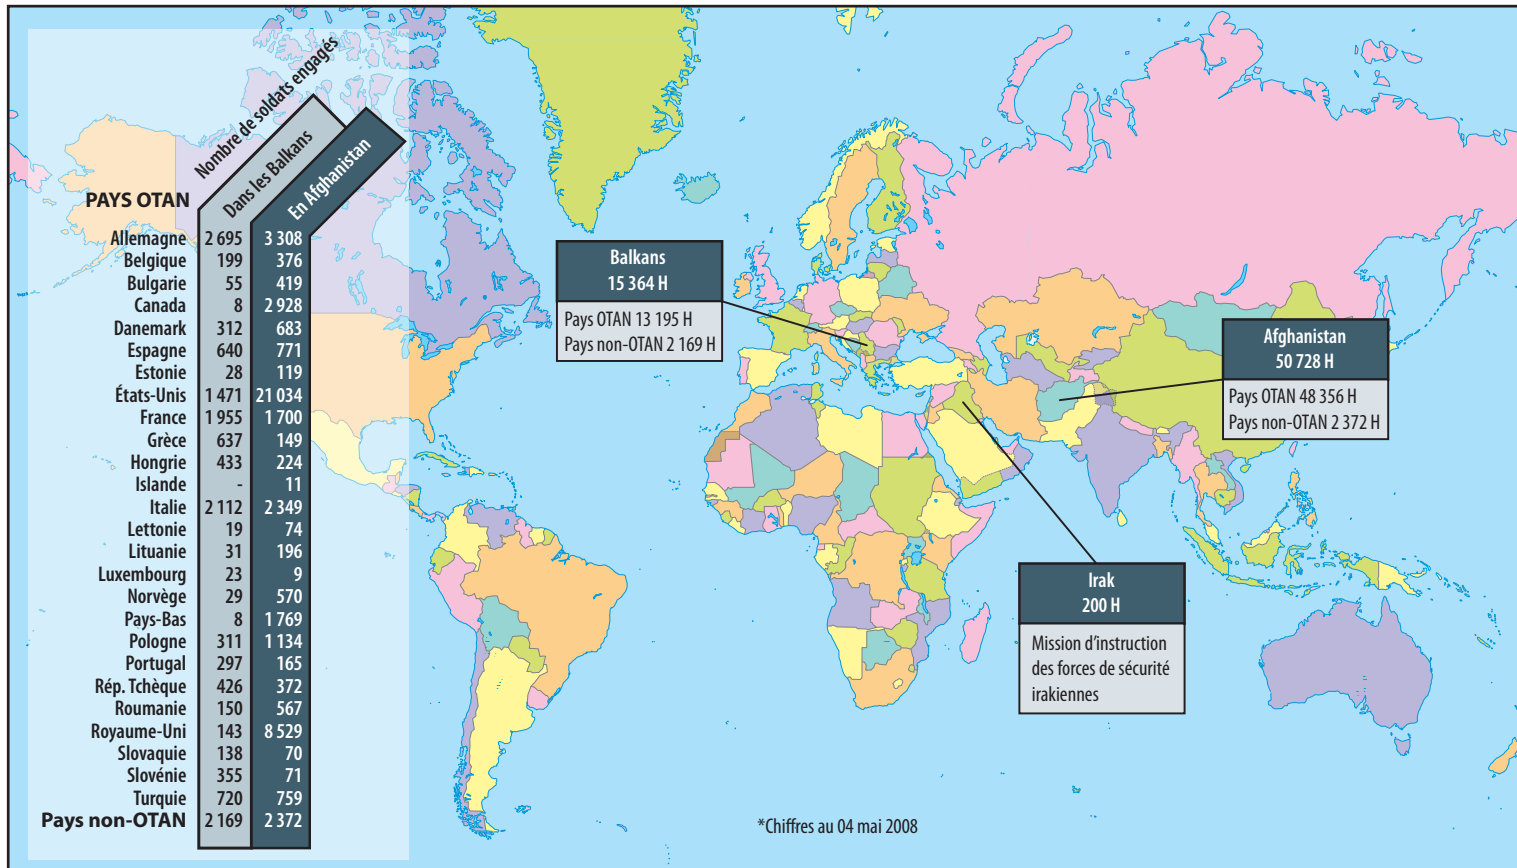 Nombre de soldats engagés
Dans les Balkans
En Afghanistan
PAYS OTAN
Allemagne 2 695 3 308
Belgique 199 376
Bulgarie 55 419
Canada 8 2 928
Danemark 312 683
Espagne 640 771
Estonie 28 119
États-Unis 1 471 21 034
France 1 955 1 700
Grèce 637 149
Hongrie 433 224
Islande - 11
Italie 2 112 2 349
Lettonie 19 74
Lituanie 31 196
Luxembourg 23 9
Norvège 29 570
Pays-Bas 8 1 769
Pologne 311 1 134
Portugal 297 165
Rép. Tchèque 426 372
Roumanie 150 567
Royaume-Uni 143 8 529
Slovaquie 138 70
Slovénie 355 71
Turquie 720 759
Pays non-OTAN 2 169 2 372
Balkans
15 364 H
Pays OTAN 13 195 H
Pays non-OTAN 2 169 H
Afghanistan
50 728 H
Pays OTAN 48 356 H
Pays non-OTAN 2 372 H
Irak
200 H
Mission d'instruction
des forces de sécurité
irakiennes
*Chiffres au 04 mai 2008